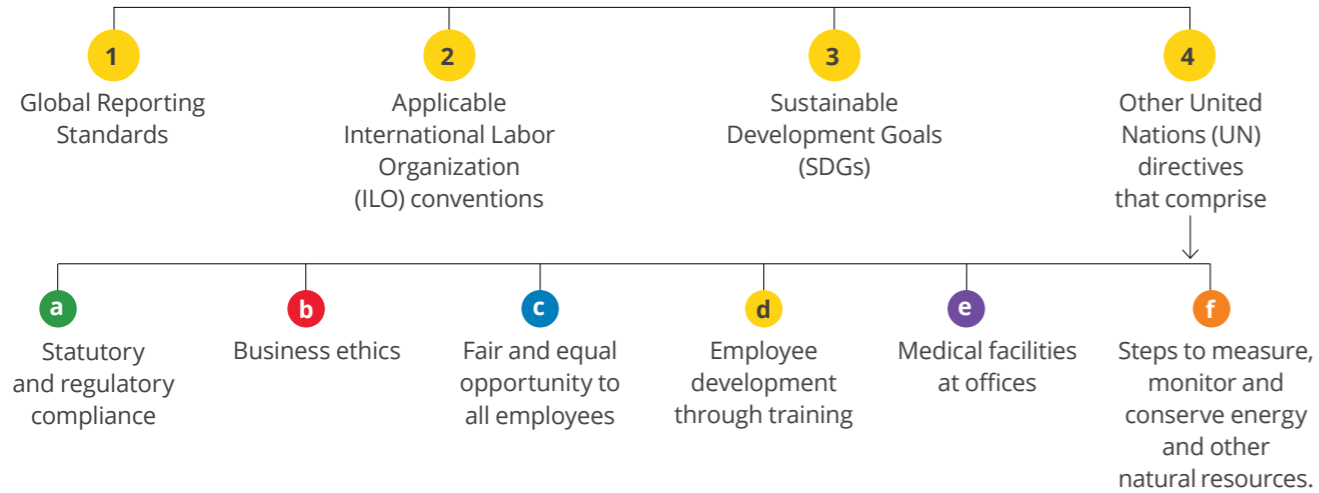 1
Global Reporting
Standards
2
Applicable
International Labor
Organization
(ILO) conventions
3
Sustainable
Development Goals
(SDGs)
4
Other United
Nations (UN)
directives
that comprise
a
Statutory
and regulatory
compliance
b
Business ethics
c
Fair and equal
opportunity to
all employees
d
Employee
development
through training
e
Medical facilities
at offices
f
Steps to measure,
monitor and
conserve energy
and other
natural resources.